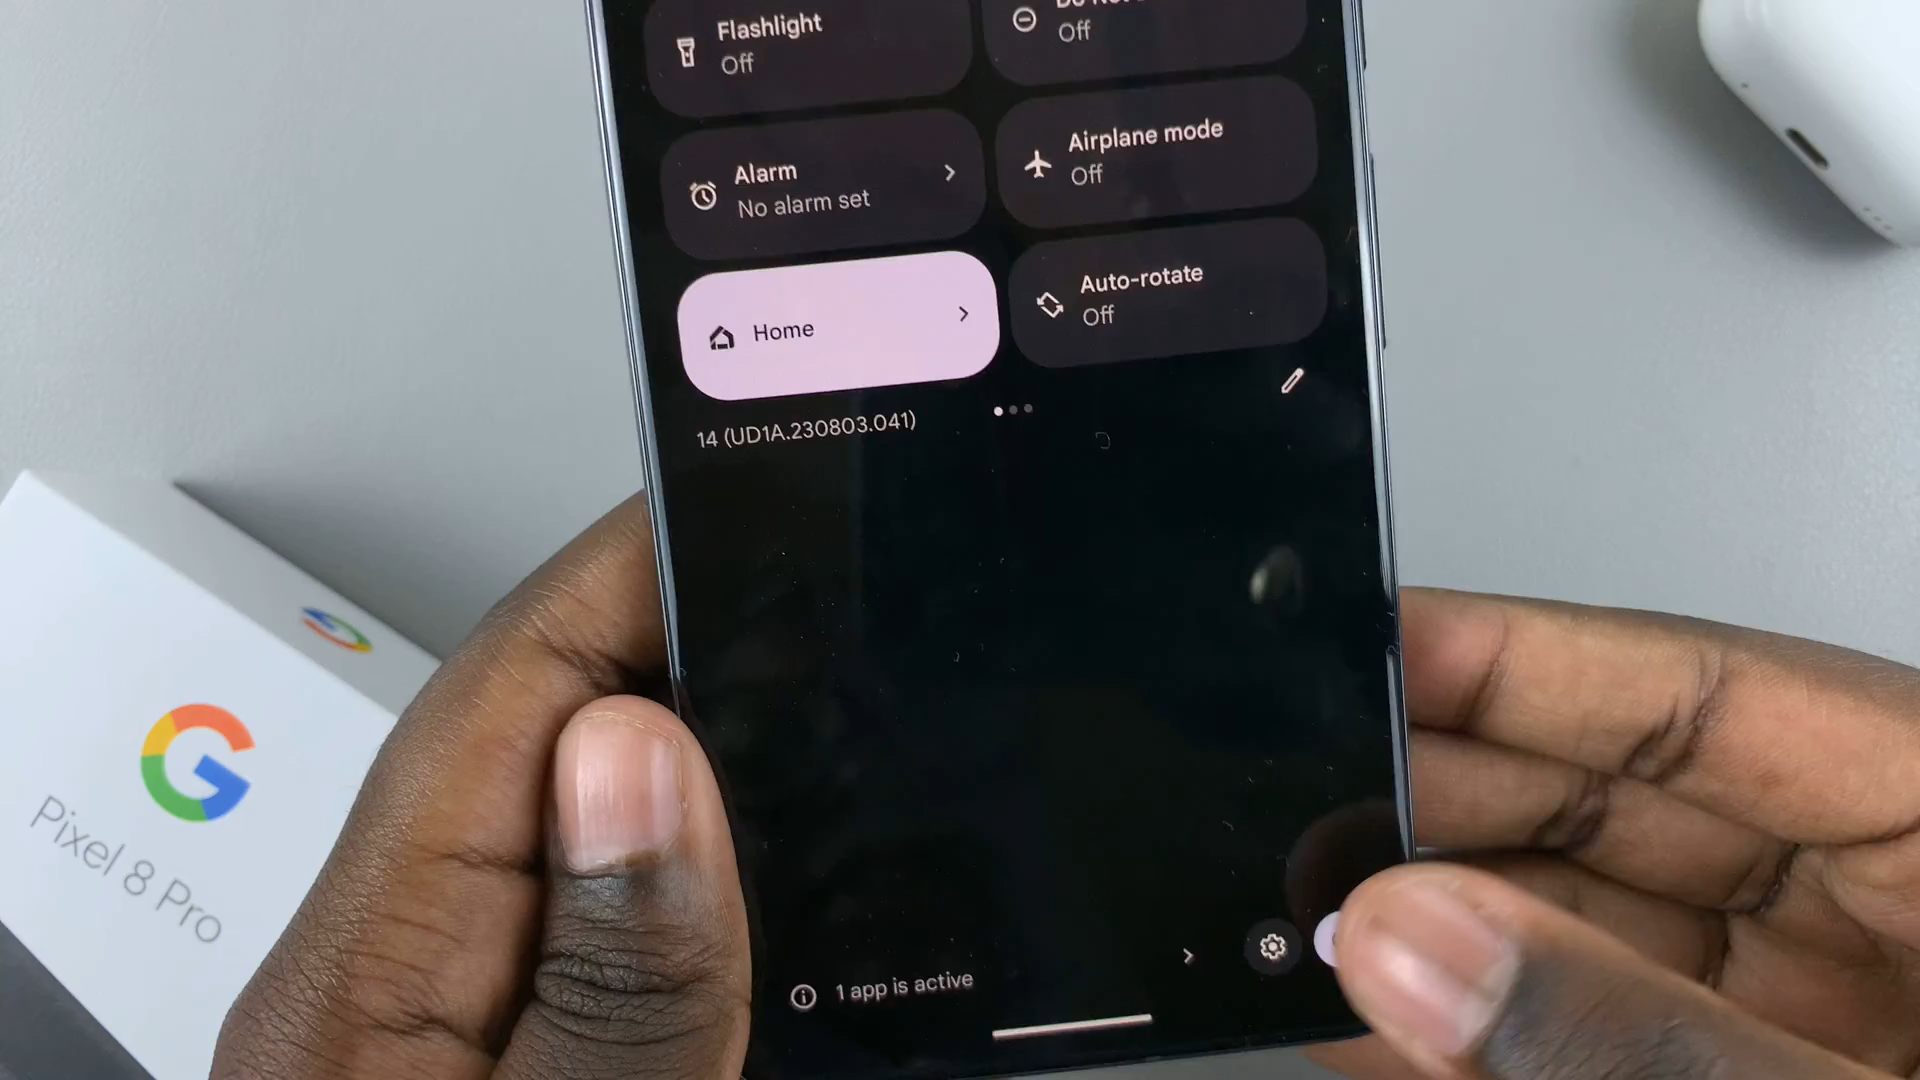 Flashlight
Off
Off
Alarm
No alarm set
Airplane mode
Off
Home
Auto-rotate
Off
14 (UD1A.230803.041)
1 app is active
G
Pixel 8 Pro